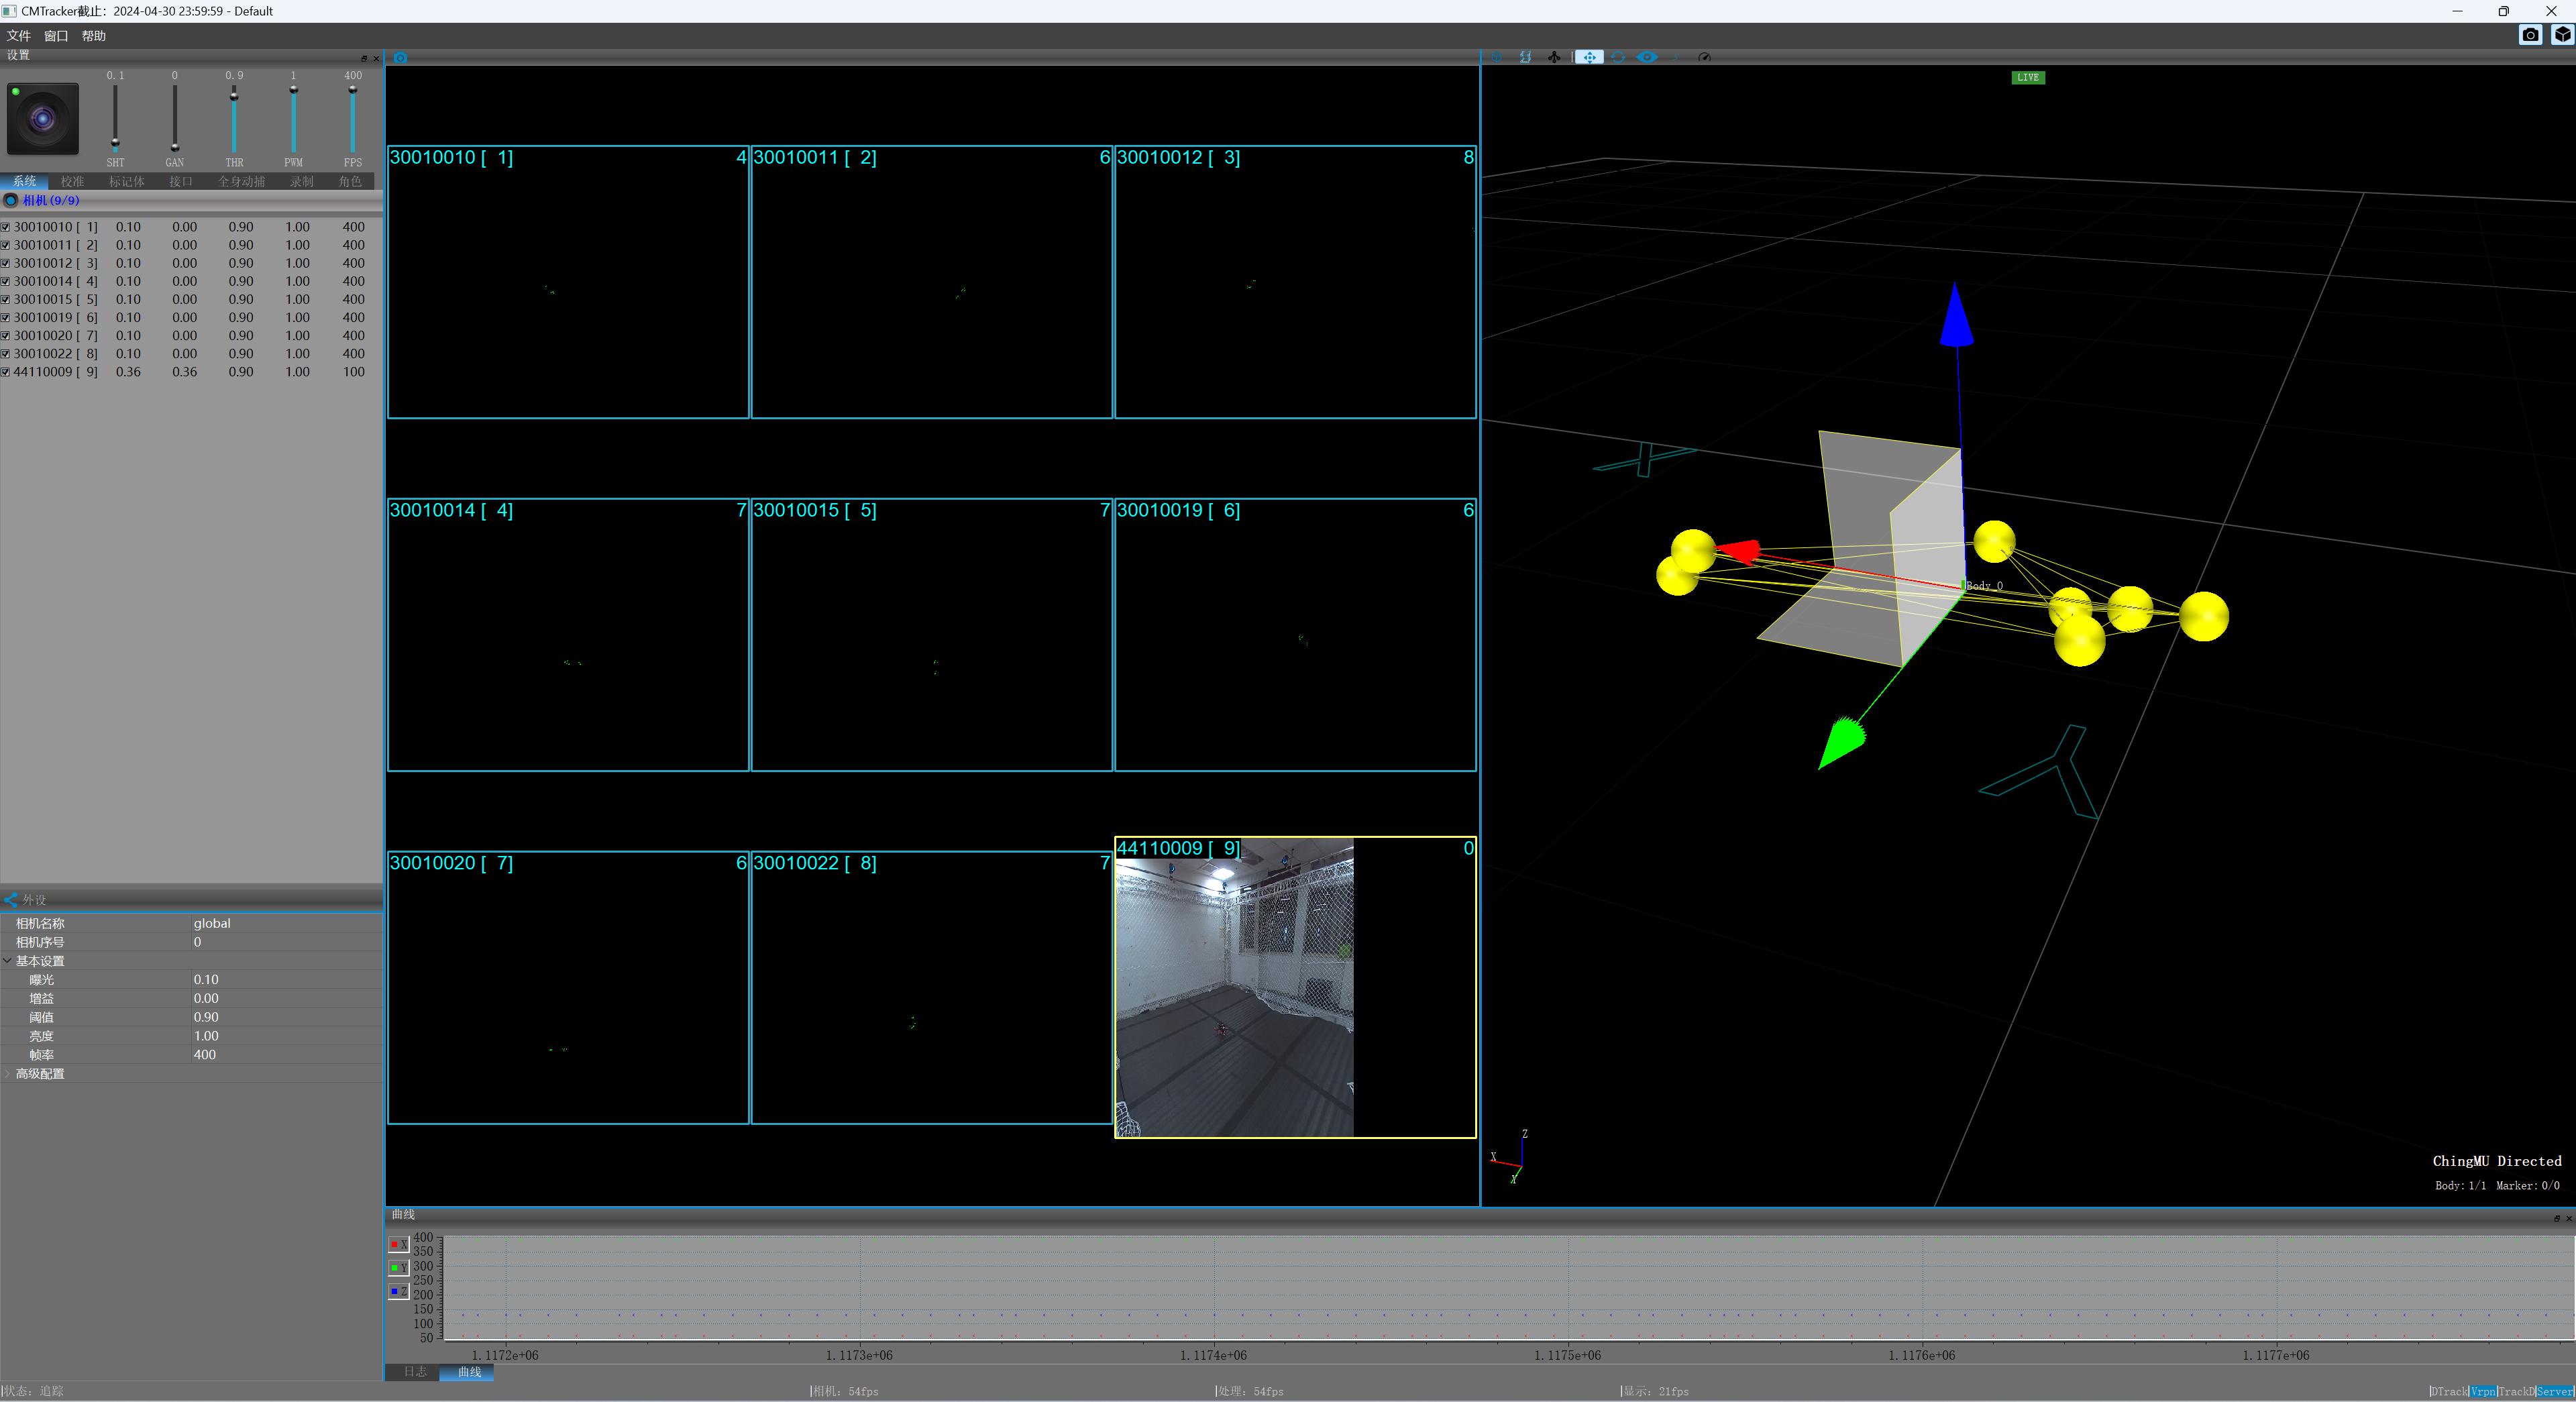 CMTracker截止：2024-04-30 23:59:59 - Default
文件 窗口 帮助
设置
0.1 0 0.9 1 400
SHT GAN THR PWM FPS
系统 校准 标记体 接口 全身动捕 录制 角色
相机(9/9)
30010010 [ 1] 0.10 0.00 0.90 1.00 400
30010011 [ 2] 0.10 0.00 0.90 1.00 400
30010012 [ 3] 0.10 0.00 0.90 1.00 400
30010014 [ 4] 0.10 0.00 0.90 1.00 400
30010015 [ 5] 0.10 0.00 0.90 1.00 400
30010019 [ 6] 0.10 0.00 0.90 1.00 400
30010020 [ 7] 0.10 0.00 0.90 1.00 400
30010022 [ 8] 0.10 0.00 0.90 1.00 400
44110009 [ 9] 0.36 0.36 0.90 1.00 100
外设
相机名称 global
相机序号 0
基本设置
曝光 0.10
增益 0.00
阈值 0.90
亮度 1.00
帧率 400
高级配置
30010010 [ 1] 4
30010011 [ 2] 6
30010012 [ 3] 8
30010014 [ 4] 7
30010015 [ 5] 7
30010019 [ 6] 6
30010020 [ 7] 6
30010022 [ 8] 7
44110009 [ 9] 0
LIVE
X
Body_0
Y
Z
X
Y
ChingMU Directed
Body: 1/1 Marker: 0/0
曲线
X
Y
Z
400
350
300
250
200
150
100
50
1.1172e+06 1.1173e+06 1.1174e+06 1.1175e+06 1.1176e+06 1.1177e+06
日志 曲线
状态: 追踪 相机: 54fps 处理: 54fps 显示: 21fps DTrack Vrpn TrackD Server